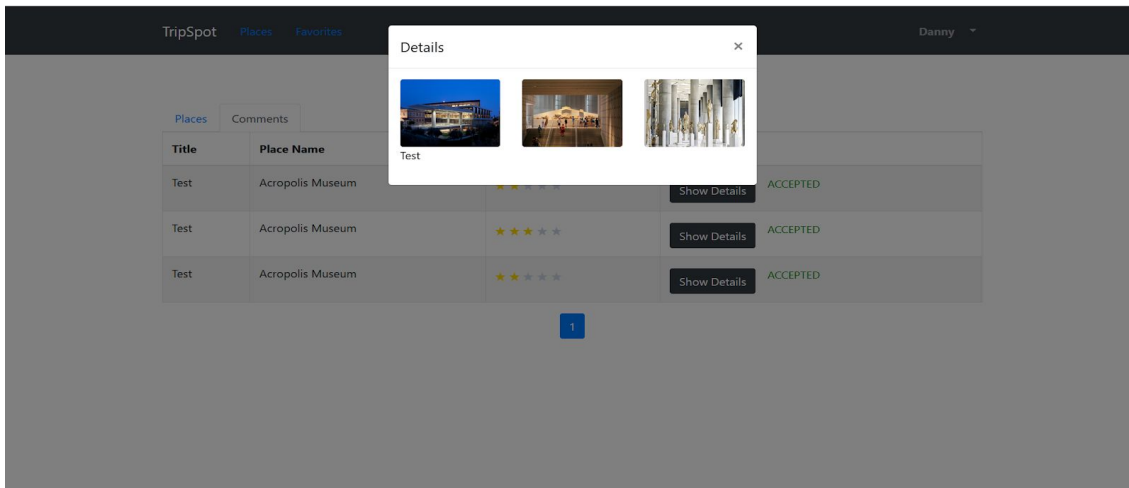 TripSpot Places Favorites Danny
Details ×
Test
Places Comments
Title Place Name
Test Acropolis Museum Show Details ACCEPTED
Test Acropolis Museum Show Details ACCEPTED
Test Acropolis Museum Show Details ACCEPTED
1